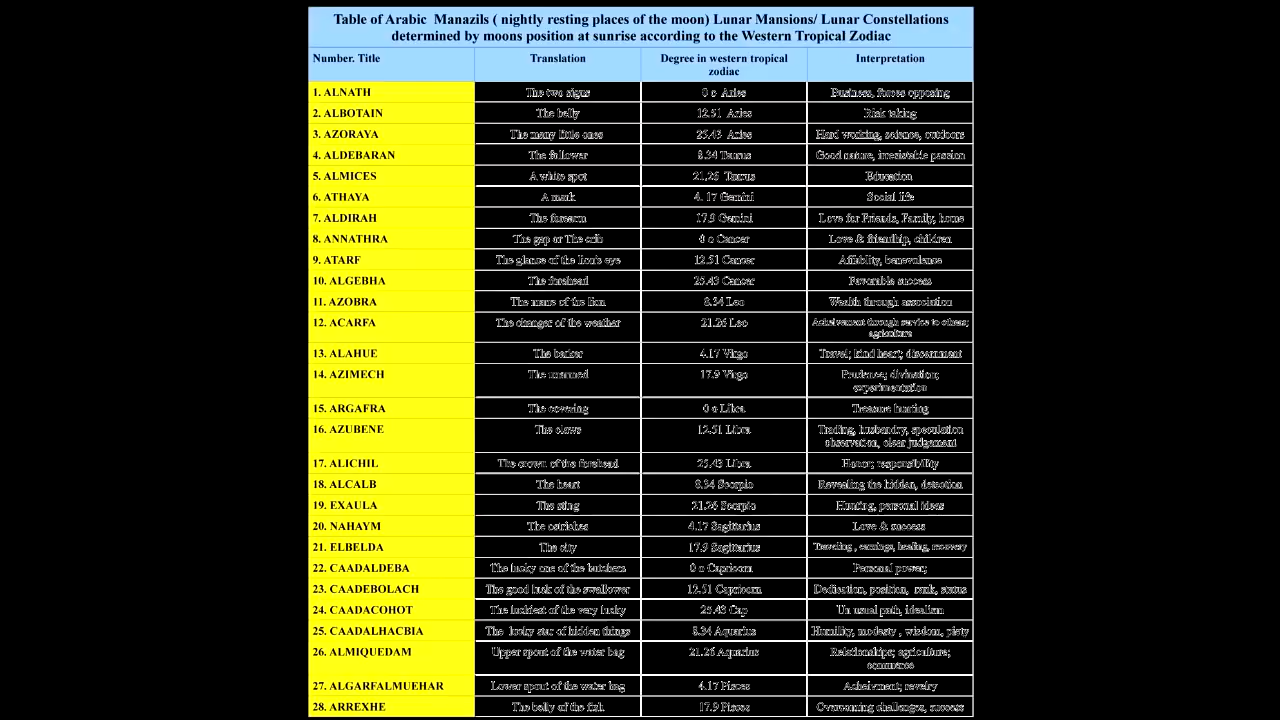 Table of Arabic Manazils ( nightly resting places of the moon) Lunar Mansions/ Lunar Constellations
determined by moons position at sunrise according to the Western Tropical Zodiac
Number. Title Translation Degree in western tropical
zodiac Interpretation
1. ALNATH The two signs 0 o Aries Business, forces opposing
2. ALBOTAIN The belly 12.51 Aries Risk taking
3. AZORAYA The many little ones 25.43 Aries Hard working, science, outdoors
4. ALDEBARAN The follower 8.34 Taurus Good nature, irresistable passion
5. ALMICES A white spot 21.26 Taurus Education
6. ATHAYA A mark 4. 17 Gemini Social life
7. ALDIRAH The forearm 17.9 Gemini Love for Friends, Family, home
8. ANNATHRA The gap or The crib 0 o Cancer Love & friendhip, children
9. ATARF The glance of the lion's eye 12.51 Cancer Affiablity, benevolence
10. ALGEBHA The forehead 25.43 Cancer Favorable success
11. AZOBRA The mane of the lion 8.34 Leo Wealth through association
12. ACARFA The changer of the weather 21.26 Leo Acheivement through service to others;
agriculture
13. ALAHUE The barker 4.17 Virgo Travel; kind heart; discernment
14. AZIMECH The unarmed 17.9 Virgo Prudence; divination;
experimentation
15. ARGAFRA The covering 0 o Libra Treasure hunting
16. AZUBENE The claws 12.51 Libra Trading, husbandry, speculation
observation, clear judgement
17. ALICHIL The crown of the forehead 25.43 Libra Honor; responsibility
18. ALCALB The heart 8.34 Scorpio Revealing the hidden, detection
19. EXAULA The sting 21.26 Scorpio Hunting, personal ideas
20. NAHAYM The ostriches 4.17 Sagittarius Love & success
21. ELBELDA The city 17.9 Sagittarius Traveling , earnings, healing, recovery
22. CAADALDEBA The lucky one of the butchers 0 o Capricorn Personal power;
23. CAADEBOLACH The good luck of the swallower 12.51 Capricorn Dedication, position, rank, status
24. CAADACOHOT The luckiest of the very lucky 25.43 Cap Un usual path, idealism
25. CAADALHACBIA The lucky star of hidden things 8.34 Aquarius Humility, modesty , wisdom, piety
26. ALMIQUEDAM Upper spout of the water bag 21.26 Aquarius Relationships; agriculture;
commerce
27. ALGARFALMUEHAR Lower spout of the water bag 4.17 Pisces Acheivment; revelry
28. ARREXHE The belly of the fish 17.9 Pisces Overcoming challenges, success